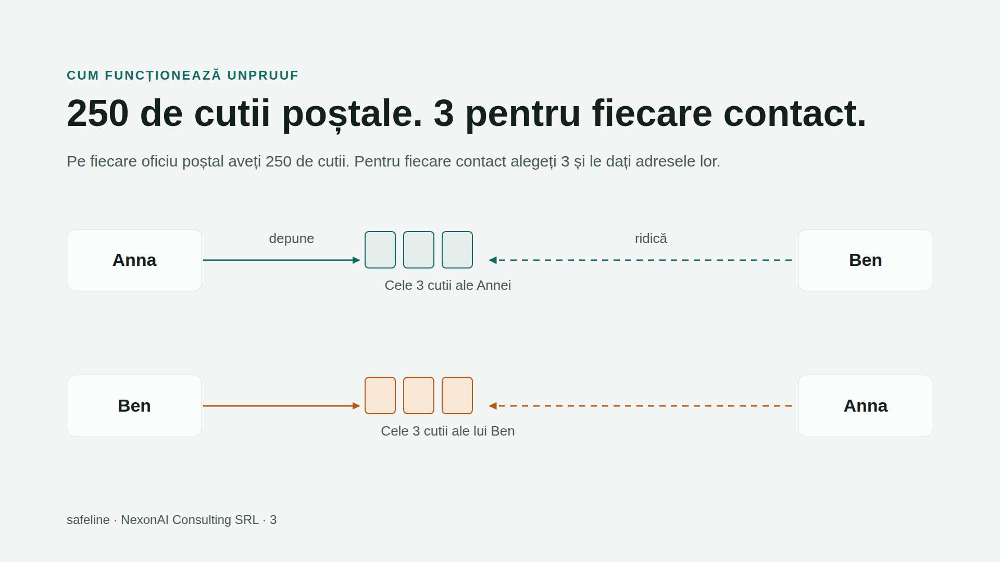 CUM FUNCȚIONEAZĂ UNPRUUF
250 de cutii poștale. 3 pentru fiecare contact.
Pe fiecare oficiu poștal aveți 250 de cutii. Pentru fiecare contact alegeți 3 și le dați adresele lor.
Anna
depune
ridică
Ben
Cele 3 cutii ale Annei
Ben
Anna
Cele 3 cutii ale lui Ben
safeline · NexonAI Consulting SRL · 3